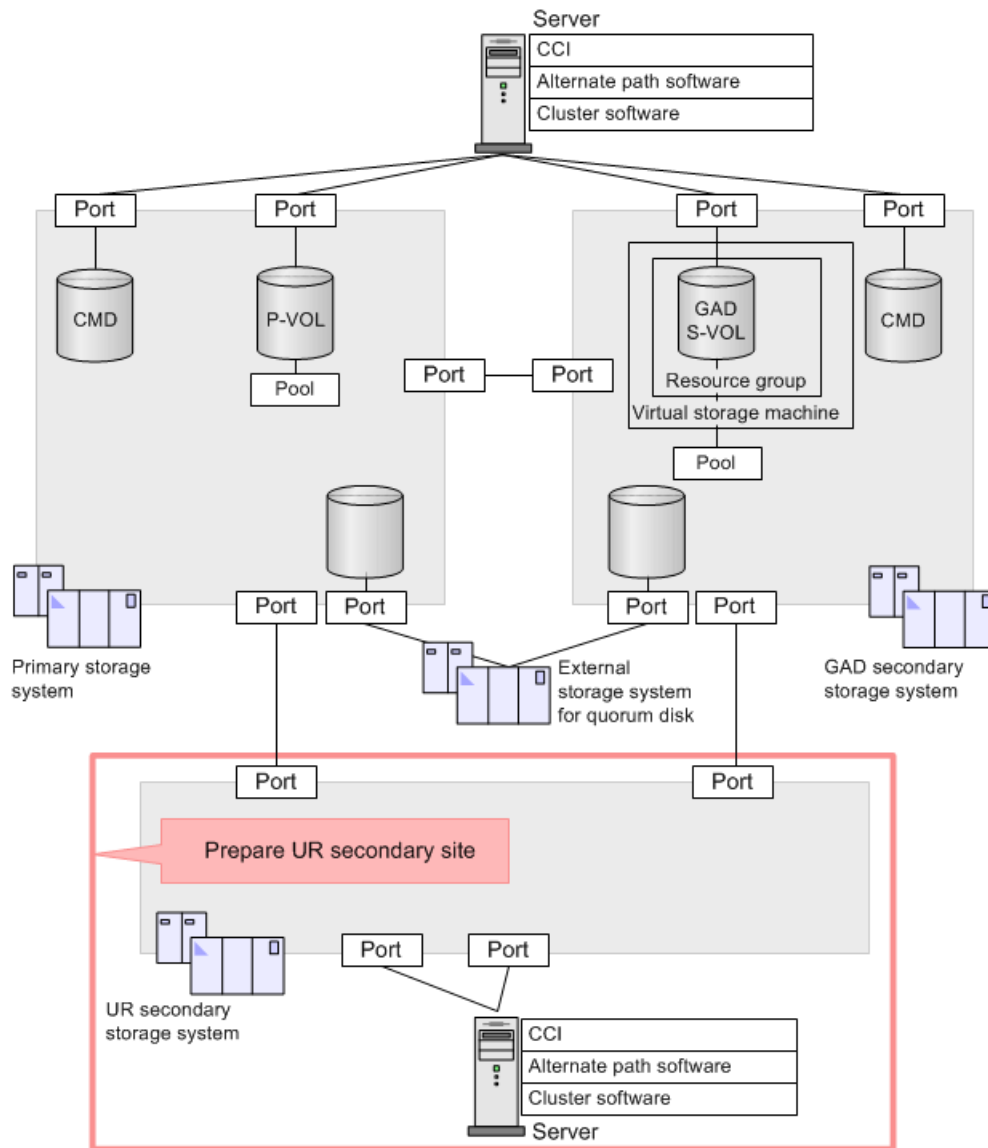 Server
CCI
Alternate path software
Cluster software
Port
Port
Port
Port
CMD
P-VOL
GAD
S-VOL
CMD
Port
Port
Pool
Resource group
Virtual storage machine
Pool
Port
Port
Port
Port
Primary storage
system
External
storage system
for quorum disk
GAD secondary
storage system
Port
Port
Prepare UR secondary site
Port
Port
UR secondary
storage system
CCI
Alternate path software
Cluster software
Server